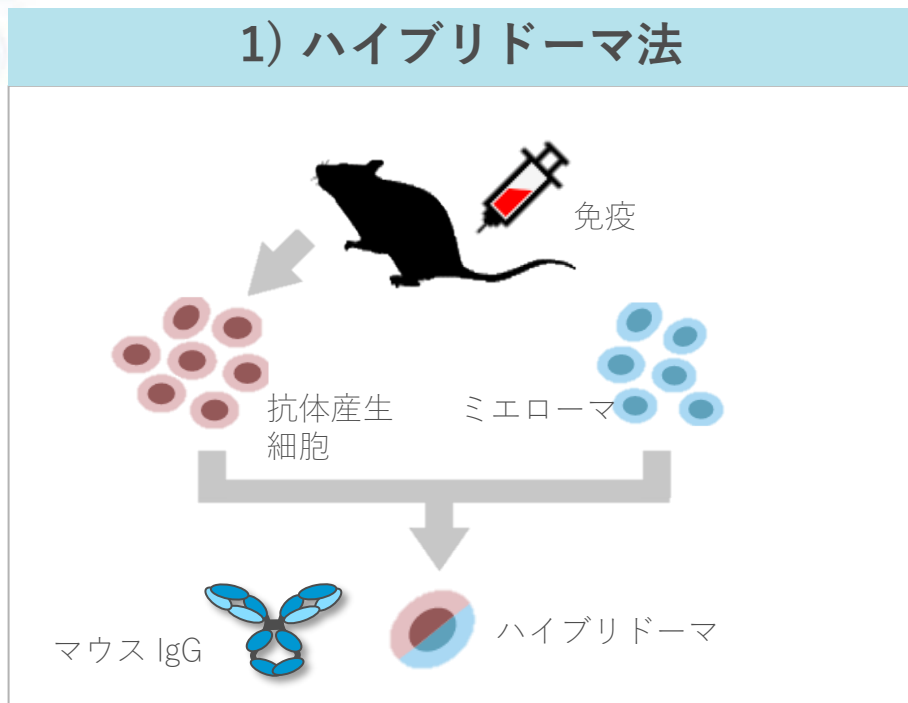 1) ハイブリドーマ法
免疫
抗体産生
細胞
ミエローマ
マウス IgG
ハイブリドーマ